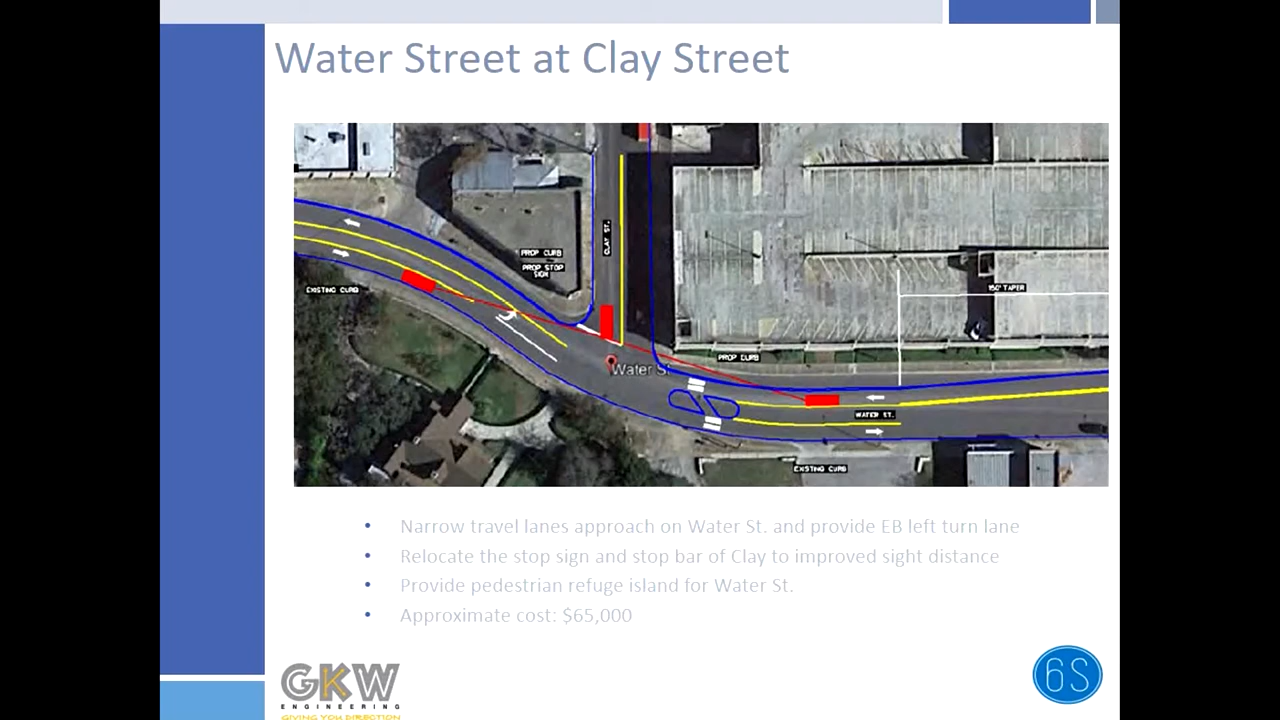 Water Street at Clay Street
CLAY ST.
PROP CURB
PROP STOP
SIGN
EXISTING CURB
150' TAPER
PROP CURB
Water St
WATER ST.
EXISTING CURB
• Narrow travel lanes approach on Water St. and provide EB left turn lane
• Relocate the stop sign and stop bar of Clay to improved sight distance
• Provide pedestrian refuge island for Water St.
• Approximate cost: $65,000
GKW
ENGINEERING
GIVING YOU DIRECTION
6S